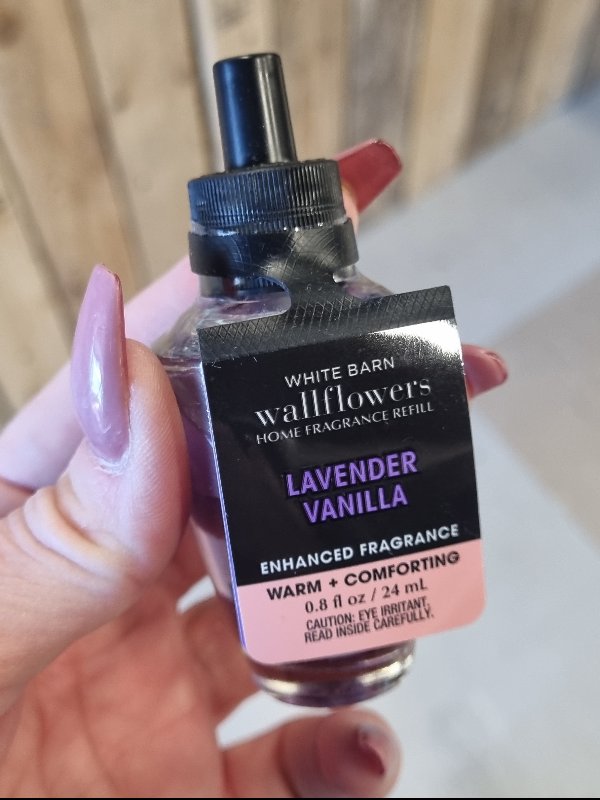 WHITE BARN
wallflowers
HOME FRAGRANCE REFILL
LAVENDER
VANILLA
ENHANCED FRAGRANCE
WARM + COMFORTING
0.8 fl oz / 24 mL
CAUTION: EYE IRRITANT.
READ INSIDE CAREFULLY.